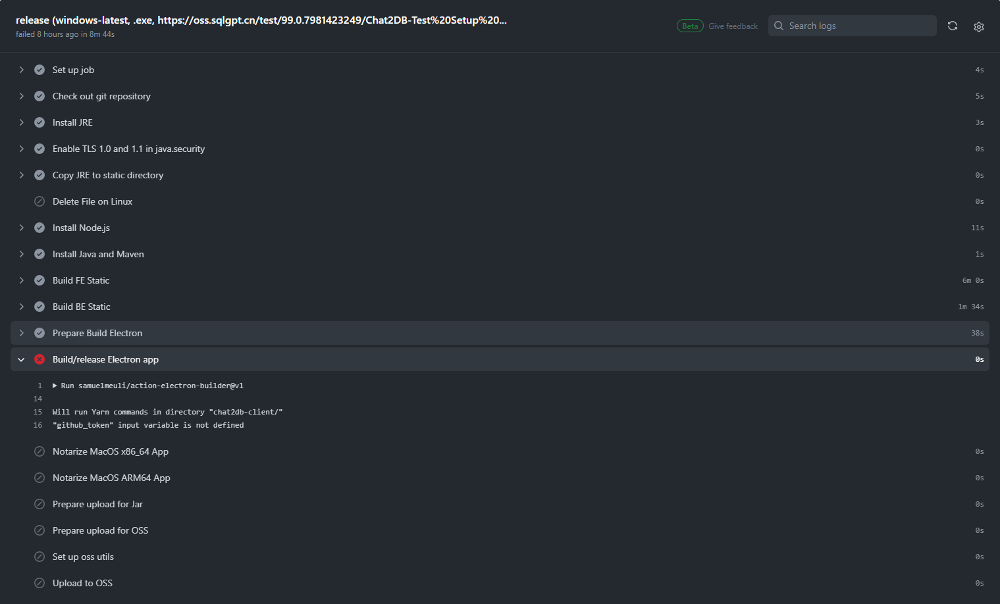 release (windows-latest, .exe, https://oss.sqlgpt.cn/test/99.0.7981423249/Chat2DB-Test%20Setup%20...
failed 8 hours ago in 8m 44s
Beta Give feedback
Search logs
Set up job 4s
Check out git repository 5s
Install JRE 3s
Enable TLS 1.0 and 1.1 in java.security 0s
Copy JRE to static directory 0s
Delete File on Linux 0s
Install Node.js 11s
Install Java and Maven 1s
Build FE Static 6m 0s
Build BE Static 1m 34s
Prepare Build Electron 38s
Build/release Electron app 0s
1 Run samuelmeuli/action-electron-builder@v1
14
15 Will run Yarn commands in directory "chat2db-client/"
16 "github_token" input variable is not defined
Notarize MacOS x86_64 App 0s
Notarize MacOS ARM64 App 0s
Prepare upload for Jar 0s
Prepare upload for OSS 0s
Set up oss utils 0s
Upload to OSS 0s